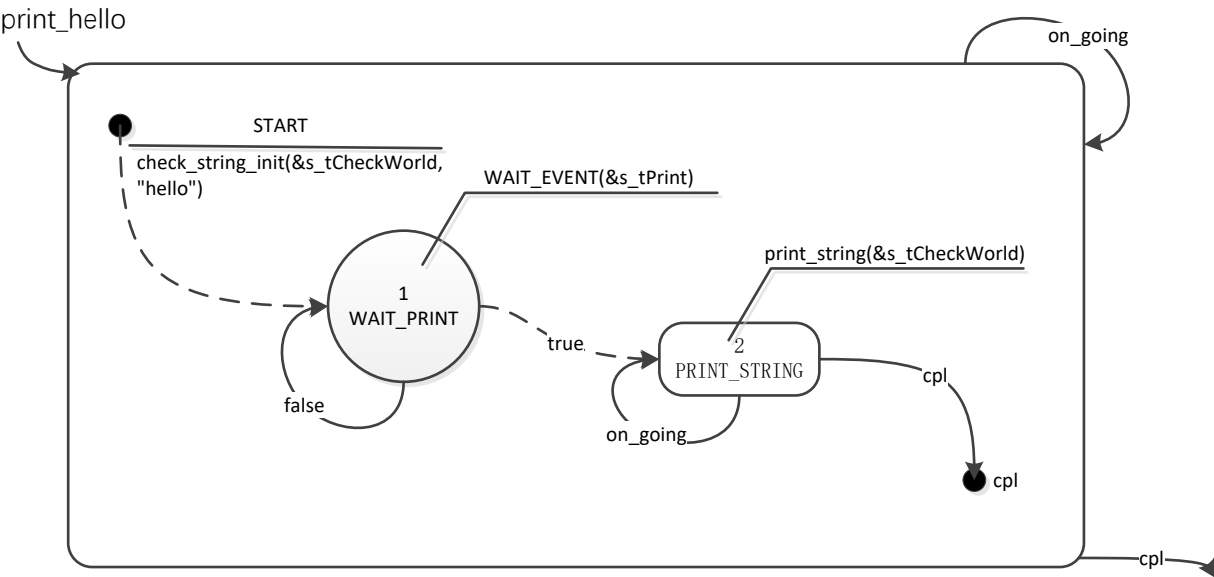 print_hello
on_going
START
check_string_init(&s_tCheckWorld,
"hello")
WAIT_EVENT(&s_tPrint)
print_string(&s_tCheckWorld)
1
WAIT_PRINT
true
2
PRINT_STRING
cpl
false
on_going
cpl
cpl